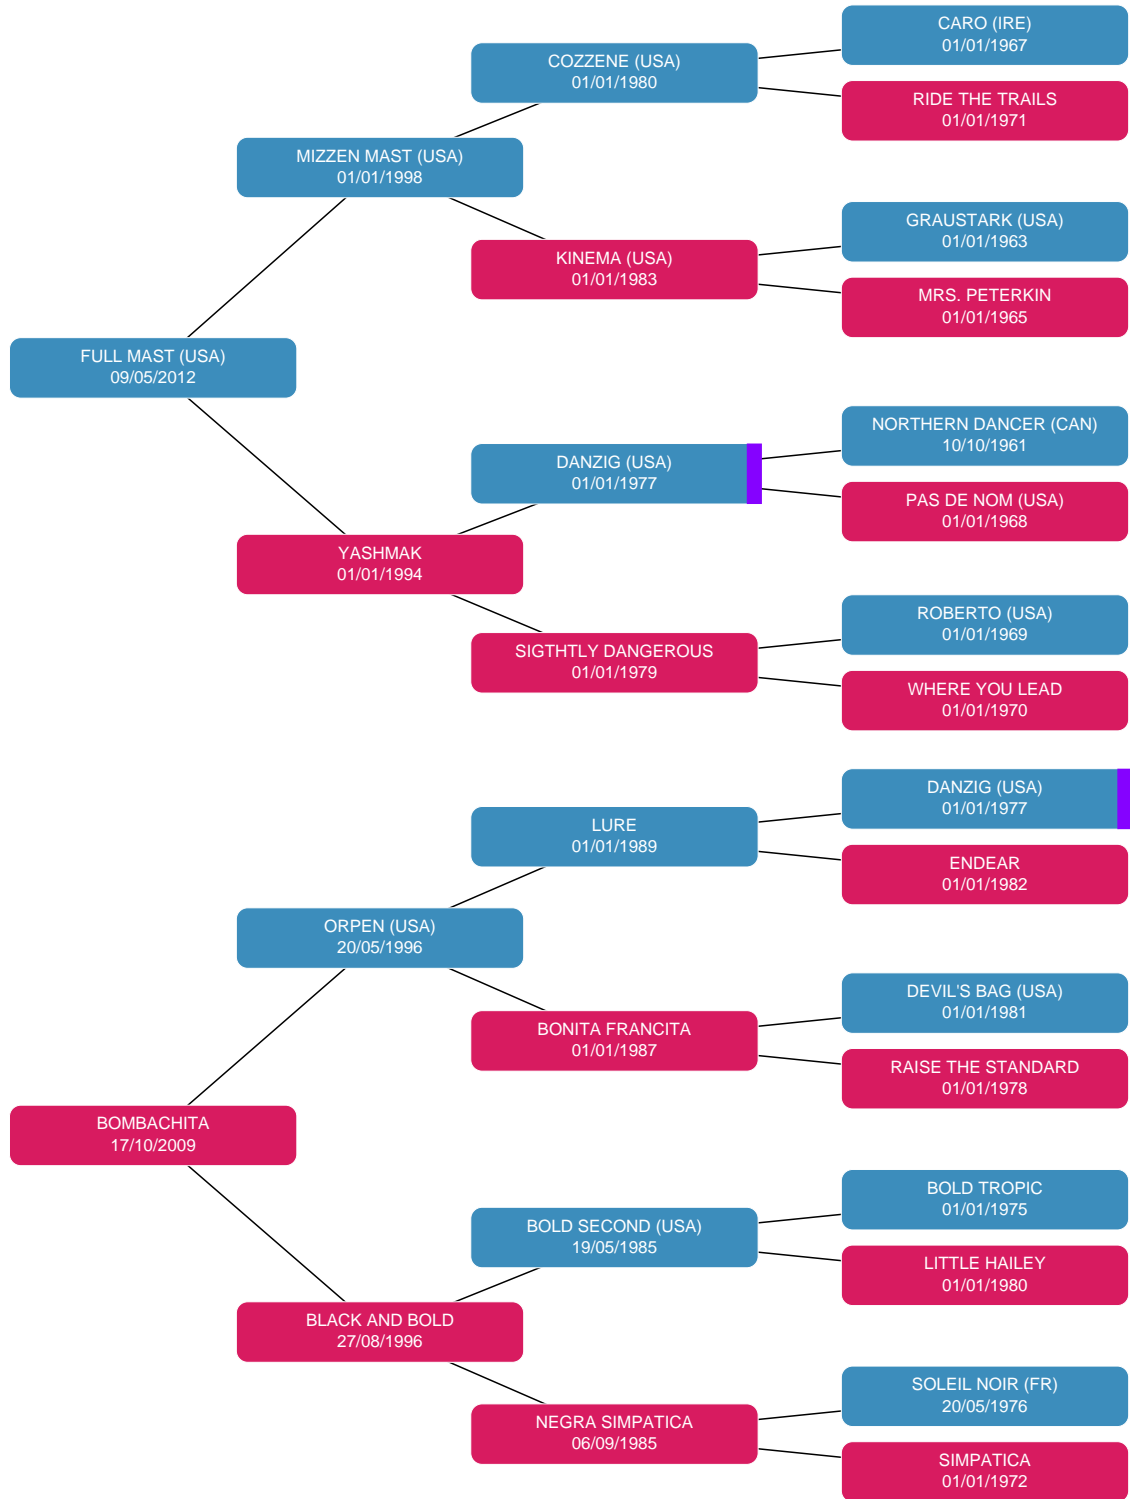 CARO (IRE)
01/01/1967
COZZENE (USA)
01/01/1980
RIDE THE TRAILS
01/01/1971
MIZZEN MAST (USA)
01/01/1998
GRAUSTARK (USA)
01/01/1963
KINEMA (USA)
01/01/1983
MRS. PETERKIN
01/01/1965
FULL MAST (USA)
09/05/2012
NORTHERN DANCER (CAN)
10/10/1961
DANZIG (USA)
01/01/1977
PAS DE NOM (USA)
01/01/1968
YASHMAK
01/01/1994
ROBERTO (USA)
01/01/1969
SIGTHTLY DANGEROUS
01/01/1979
WHERE YOU LEAD
01/01/1970
DANZIG (USA)
01/01/1977
LURE
01/01/1989
ENDEAR
01/01/1982
ORPEN (USA)
20/05/1996
DEVIL'S BAG (USA)
01/01/1981
BONITA FRANCITA
01/01/1987
RAISE THE STANDARD
01/01/1978
BOMBACHITA
17/10/2009
BOLD TROPIC
01/01/1975
BOLD SECOND (USA)
19/05/1985
LITTLE HAILEY
01/01/1980
BLACK AND BOLD
27/08/1996
SOLEIL NOIR (FR)
20/05/1976
NEGRA SIMPATICA
06/09/1985
SIMPATICA
01/01/1972